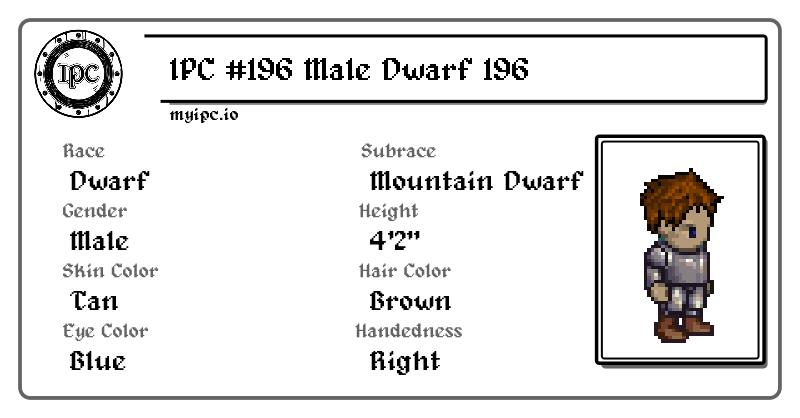 IPC
IPC #196 Male Dwarf 196
myipc.io
Race
Dwarf
Subrace
Mountain Dwarf
Gender
Male
Height
4'2"
Skin Color
Tan
Hair Color
Brown
Eye Color
Blue
Handedness
Right